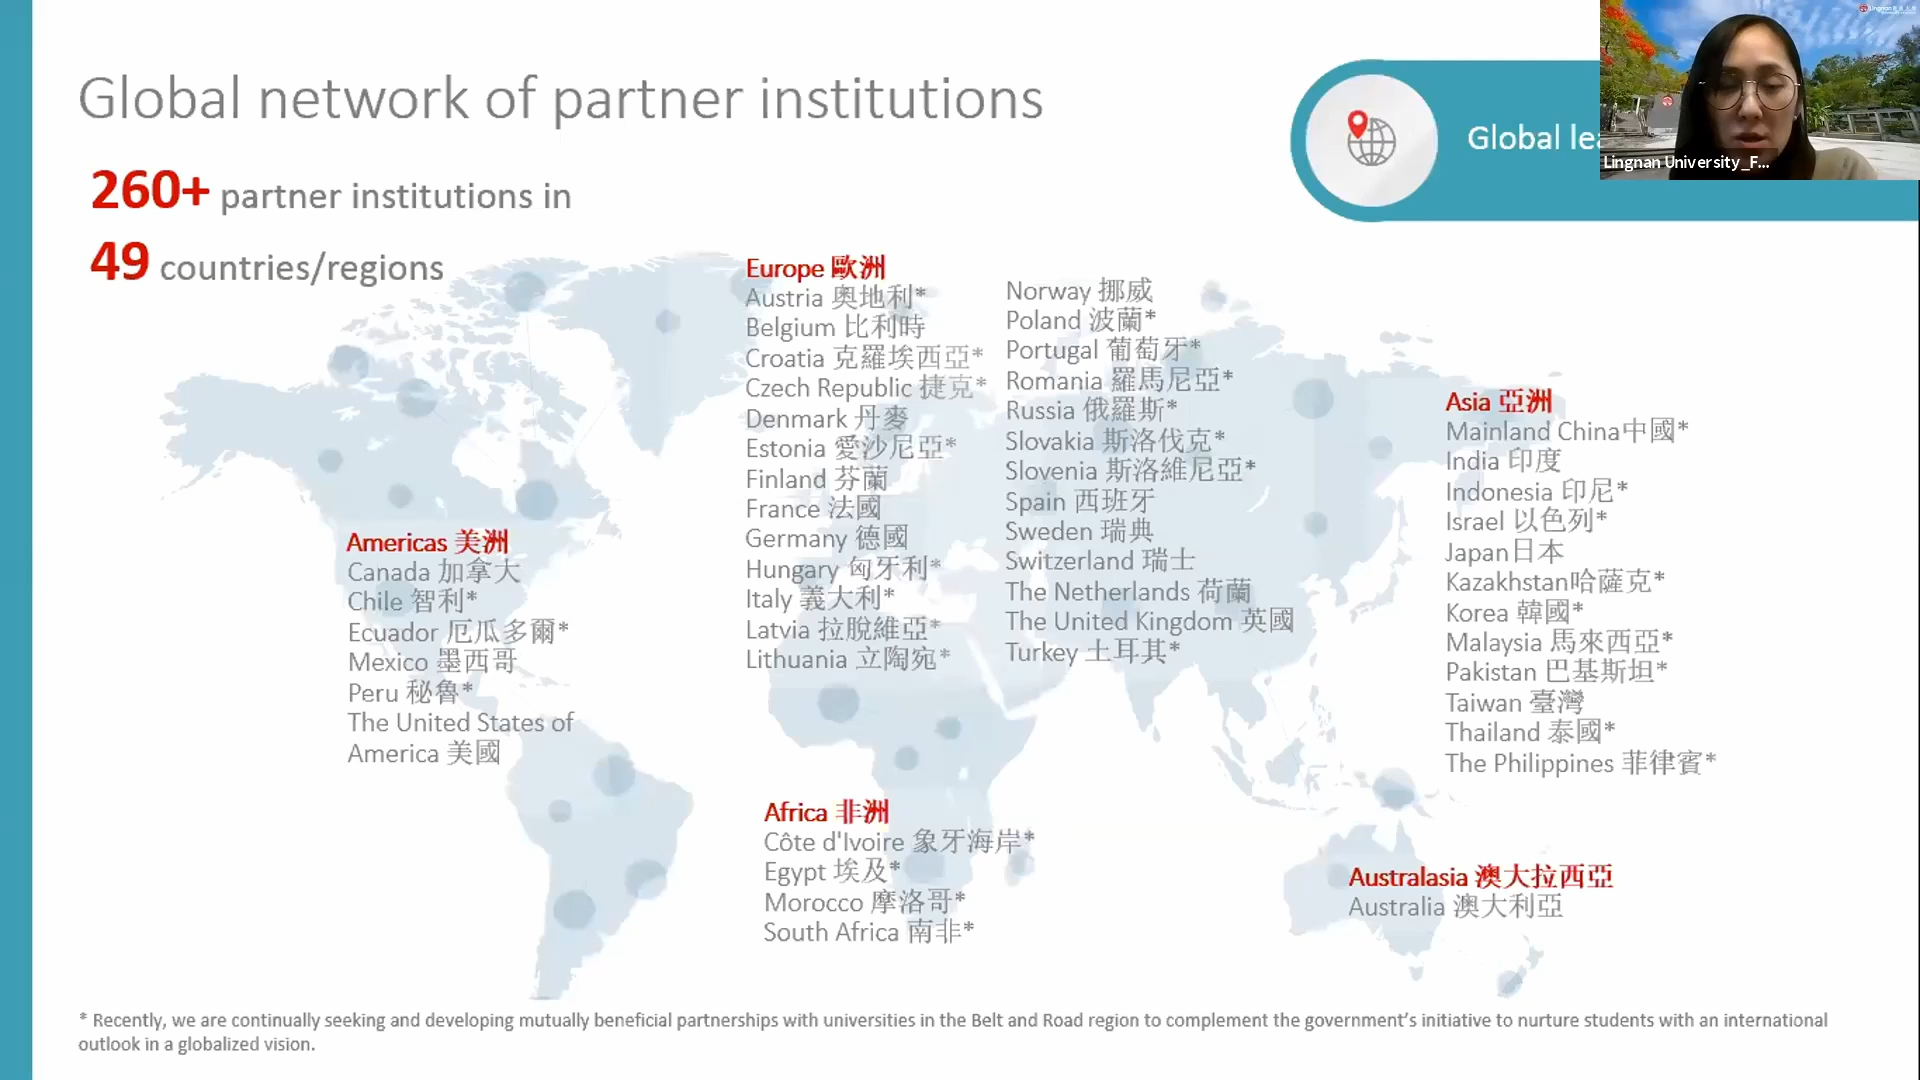 Global network of partner institutions
260+ partner institutions in
49 countries/regions
Global lea
Lingnan University_F...
Americas 美洲
Canada 加拿大
Chile 智利*
Ecuador 厄瓜多爾*
Mexico 墨西哥
Peru 秘魯*
The United States of
America 美國
Europe 歐洲
Austria 奧地利*
Belgium 比利時
Croatia 克羅埃西亞*
Czech Republic 捷克*
Denmark 丹麥
Estonia 愛沙尼亞*
Finland 芬蘭
France 法國
Germany 德國
Hungary 匈牙利*
Italy 義大利*
Latvia 拉脫維亞*
Lithuania 立陶宛*
Norway 挪威
Poland 波蘭*
Portugal 葡萄牙*
Romania 羅馬尼亞*
Russia 俄羅斯*
Slovakia 斯洛伐克*
Slovenia 斯洛維尼亞*
Spain 西班牙
Sweden 瑞典
Switzerland 瑞士
The Netherlands 荷蘭
The United Kingdom 英國
Turkey 土耳其*
Africa 非洲
Côte d'Ivoire 象牙海岸*
Egypt 埃及*
Morocco 摩洛哥*
South Africa 南非*
Asia 亞洲
Mainland China中國*
India 印度
Indonesia 印尼*
Israel 以色列*
Japan日本
Kazakhstan哈薩克*
Korea 韓國*
Malaysia 馬來西亞*
Pakistan 巴基斯坦*
Taiwan 臺灣
Thailand 泰國*
The Philippines 菲律賓*
Australasia 澳大拉西亞
Australia 澳大利亞
* Recently, we are continually seeking and developing mutually beneficial partnerships with universities in the Belt and Road region to complement the government's initiative to nurture students with an international
outlook in a globalized vision.